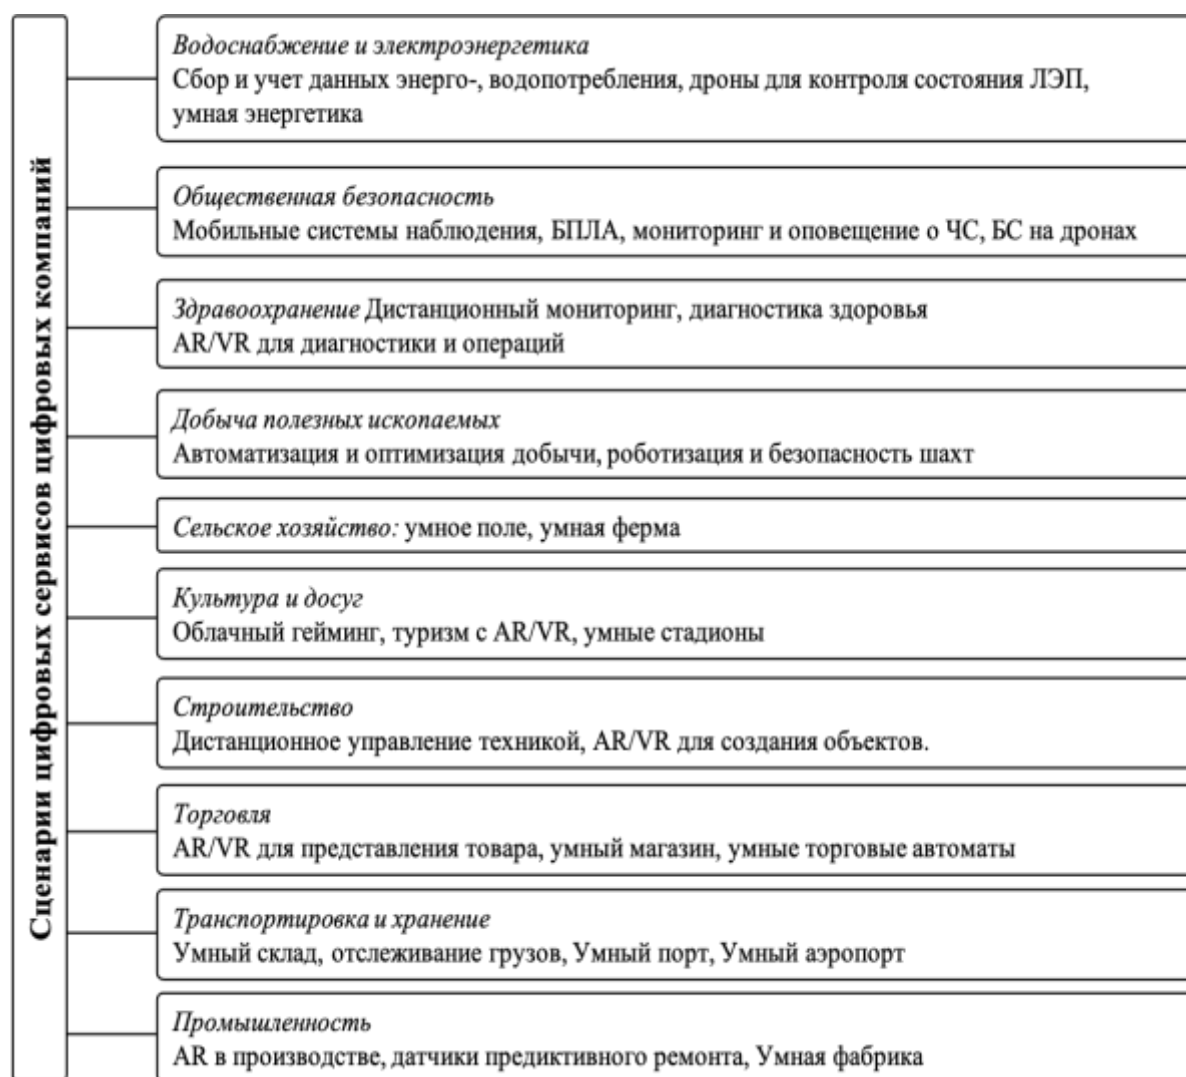 Сценарии цифровых сервисов цифровых компаний
Водоснабжение и электроэнергетика
Сбор и учет данных энерго-, водопотребления, дроны для контроля состояния ЛЭП,
умная энергетика
Общественная безопасность
Мобильные системы наблюдения, БПЛА, мониторинг и оповещение о ЧС, БС на дронах
Здравоохранение Дистанционный мониторинг, диагностика здоровья
AR/VR для диагностики и операций
Добыча полезных ископаемых
Автоматизация и оптимизация добычи, роботизация и безопасность шахт
Сельское хозяйство: умное поле, умная ферма
Культура и досуг
Облачный гейминг, туризм с AR/VR, умные стадионы
Строительство
Дистанционное управление техникой, AR/VR для создания объектов.
Торговля
AR/VR для представления товара, умный магазин, умные торговые автоматы
Транспортировка и хранение
Умный склад, отслеживание грузов, Умный порт, Умный аэропорт
Промышленность
AR в производстве, датчики предиктивного ремонта, Умная фабрика